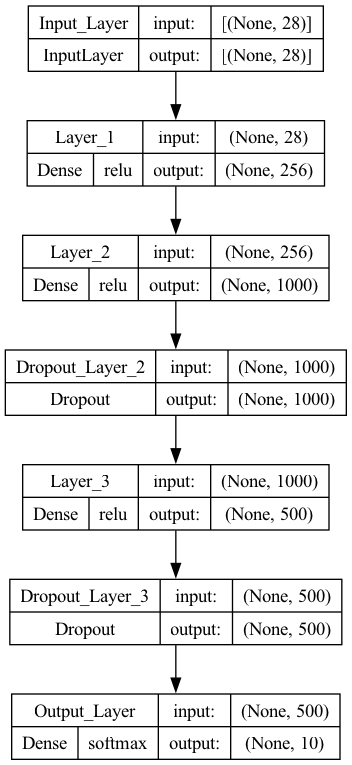 Input_Layer input: [(None, 28)]
InputLayer output: [(None, 28)]
Layer_1 input: (None, 28)
Dense relu output: (None, 256)
Layer_2 input: (None, 256)
Dense relu output: (None, 1000)
Dropout_Layer_2 input: (None, 1000)
Dropout output: (None, 1000)
Layer_3 input: (None, 1000)
Dense relu output: (None, 500)
Dropout_Layer_3 input: (None, 500)
Dropout output: (None, 500)
Output_Layer input: (None, 500)
Dense softmax output: (None, 10)